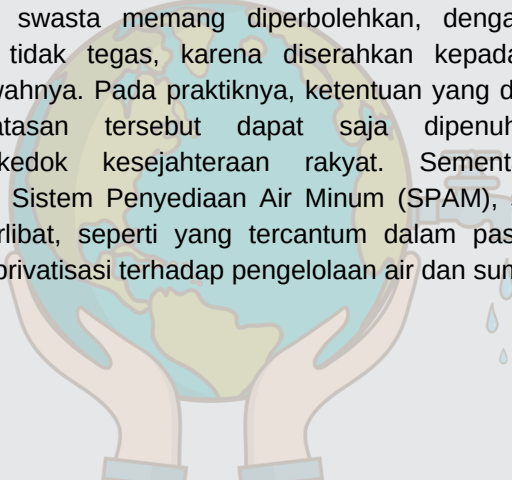 swasta memang diperbolehkan, denga
tidak tegas, karena diserahkan kepada
wahnya. Pada praktiknya, ketentuan yang d
atasan tersebut dapat saja dipenuh
kedok kesejahteraan rakyat. Sement
Sistem Penyediaan Air Minum (SPAM),
rlibat, seperti yang tercantum dalam pas
privatisasi terhadap pengelolaan air dan sum